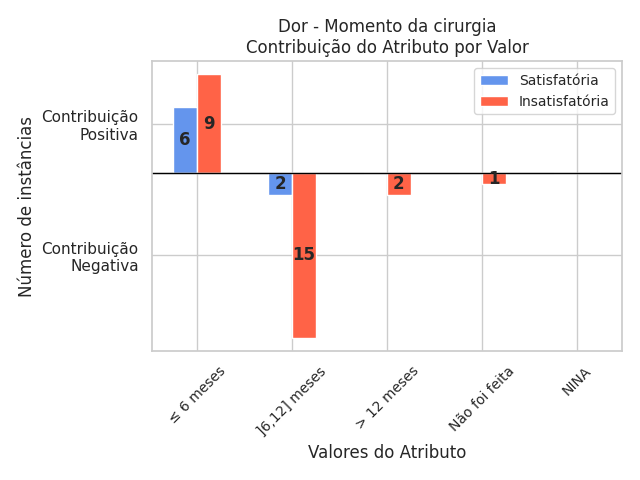 Dor - Momento da cirurgia
Contribuição do Atributo por Valor
Satisfatória
Insatisfatória
Número de instâncias
Contribuição
Positiva
Contribuição
Negativa
6
9
2
15
2
1
≤ 6 meses
]6,12] meses
> 12 meses
Não foi feita
NINA
Valores do Atributo